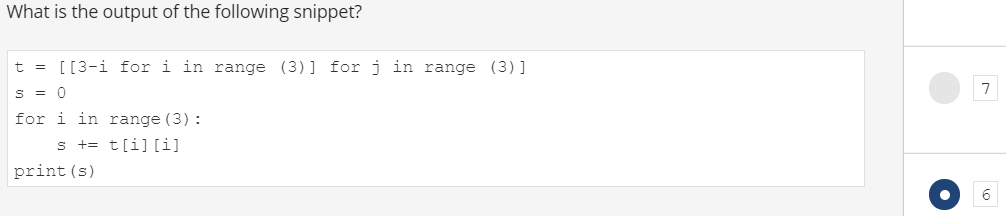 What is the output of the following snippet?
t = [[3-i for i in range (3)] for j in range (3)]
s = 0
for i in range(3):
    s += t[i][i]
print(s)
7
6